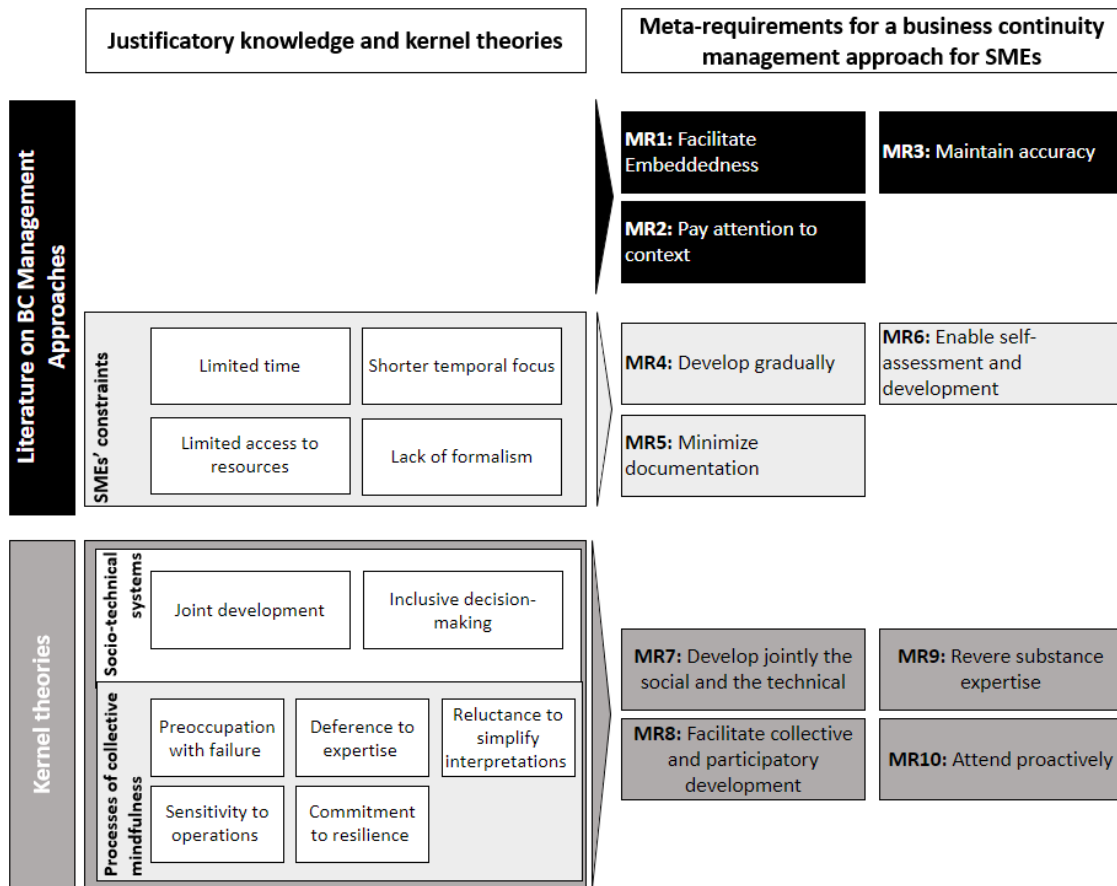 Justificatory knowledge and kernel theories
Meta-requirements for a business continuity
management approach for SMEs
Literature on BC Management
Approaches
MR1: Facilitate
Embeddedness
MR3: Maintain accuracy
MR2: Pay attention to
context
SMEs' constraints
Limited time
Shorter temporal focus
Limited access to
resources
Lack of formalism
MR4: Develop gradually
MR6: Enable self-
assessment and
development
MR5: Minimize
documentation
Kernel theories
Socio-technical
systems
Joint development
Inclusive decision-
making
Processes of collective
mindfulness
Preoccupation
with failure
Deference to
expertise
Reluctance to
simplify
interpretations
Sensitivity to
operations
Commitment
to resilience
MR7: Develop jointly the
social and the technical
MR9: Revere substance
expertise
MR8: Facilitate collective
and participatory
development
MR10: Attend proactively